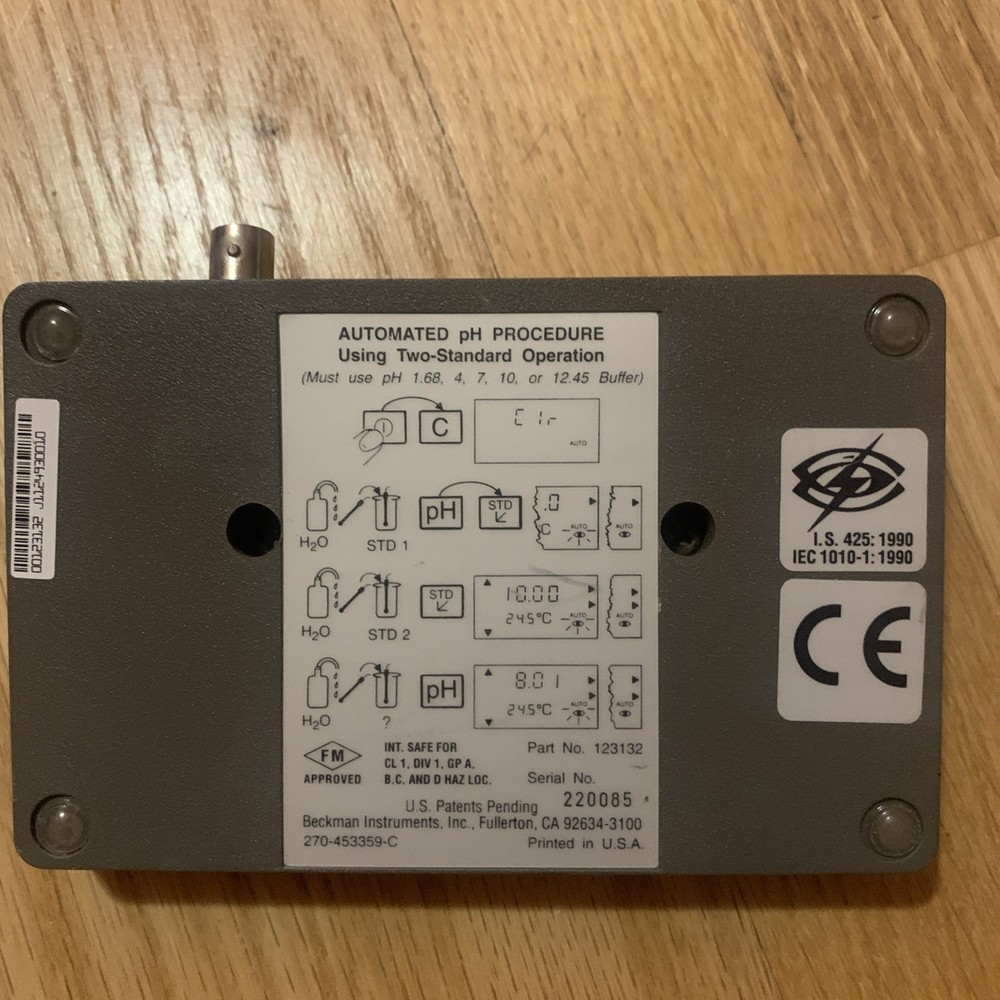 AUTOMATED pH PROCEDURE
Using Two-Standard Operation
(Must use pH 1.68, 4, 7, 10, or 12.45 Buffer)
C
Clr
AUTO
H₂O
STD 1
pH
STD
.0
C
AUTO
AUTO
H₂O
STD 2
STD
10.00
24.5°C
AUTO
AUTO
H₂O
?
pH
8.01
24.5°C
AUTO
AUTO
FM
APPROVED
INT. SAFE FOR
CL 1, DIV 1, GP A,
B.C. AND D HAZ LOC.
Part No. 123132
Serial No.
220085
U.S. Patents Pending
Beckman Instruments, Inc., Fullerton, CA 92634-3100
270-453359-C
Printed in U.S.A.
00123132 J1124930010
I.S. 425: 1990
IEC 1010-1: 1990
CE